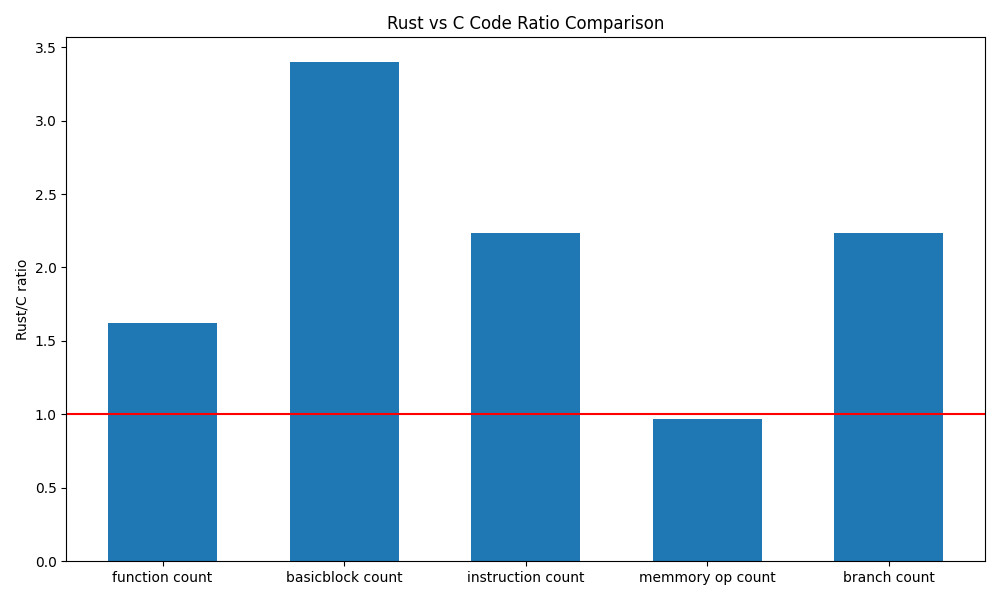 Rust vs C Code Ratio Comparison
Rust/C ratio
3.5
3.0
2.5
2.0
1.5
1.0
0.5
0.0
function count
basicblock count
instruction count
memmory op count
branch count